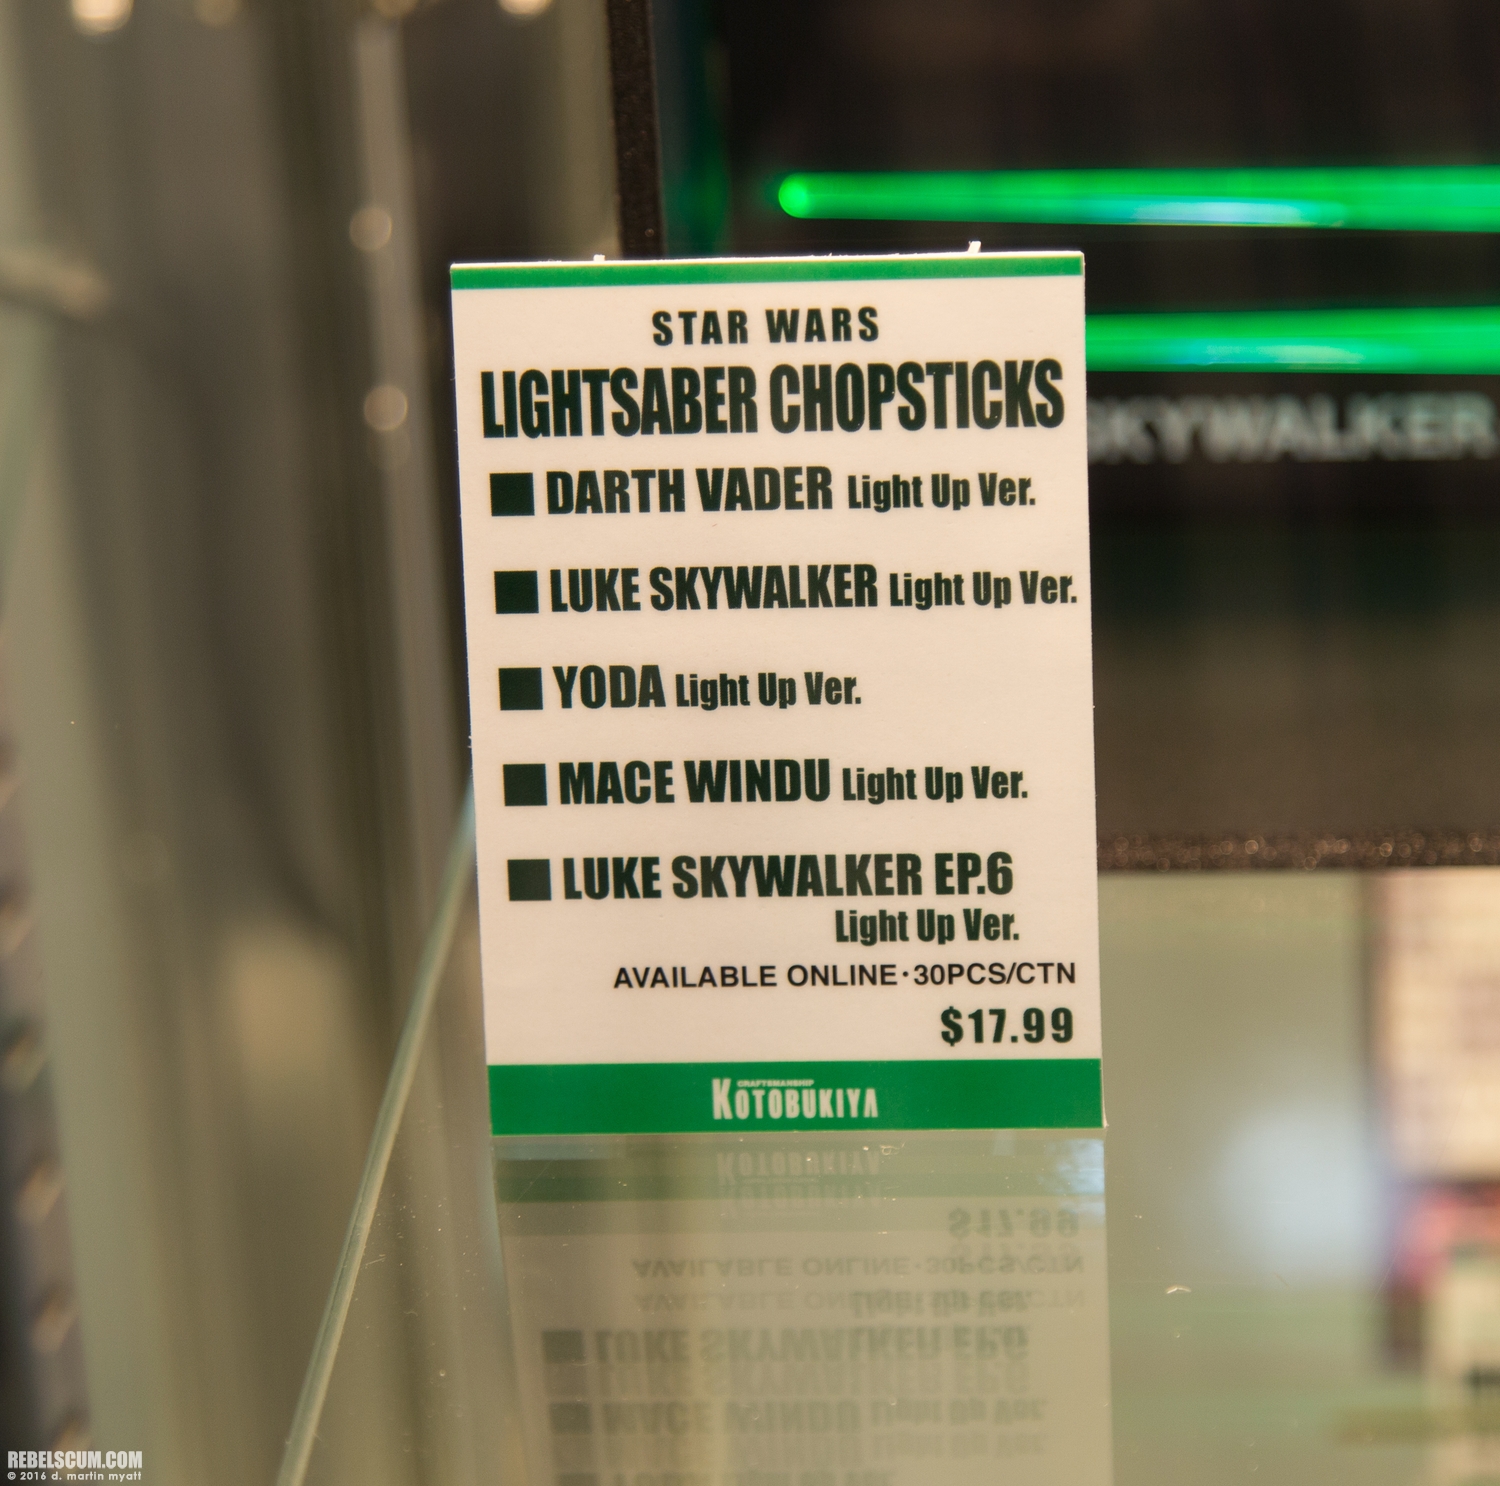 SKYWALKER
STAR WARS
LIGHTSABER CHOPSTICKS
■ DARTH VADER Light Up Ver.
■ LUKE SKYWALKER Light Up Ver.
■ YODA Light Up Ver.
■ MACE WINDU Light Up Ver.
■ LUKE SKYWALKER EP.6
Light Up Ver.
AVAILABLE ONLINE・30PCS/CTN
$17.99
CRAFTSMANSHIP
KOTOBUKIYA
REBELSCUM.COM
© 2016 d. martin myatt